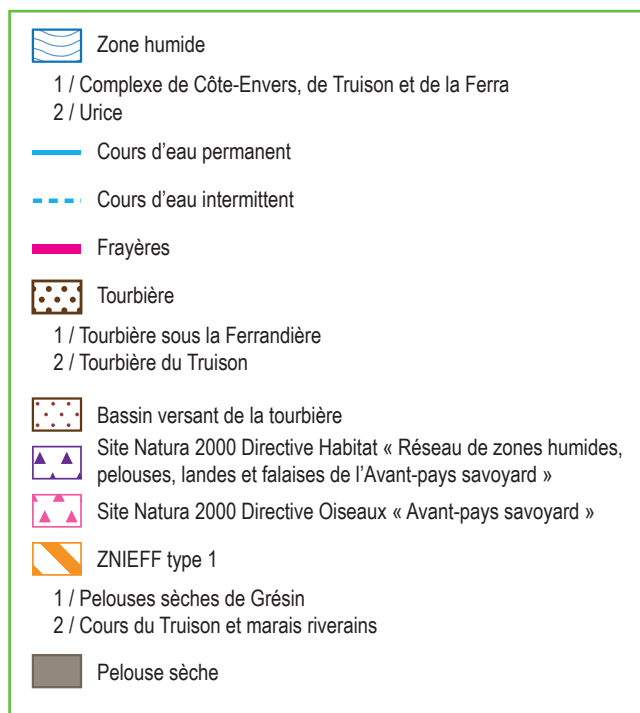 Zone humide
1 / Complexe de Côte-Envers, de Truison et de la Ferra
2 / Urice
Cours d’eau permanent
Cours d’eau intermittent
Frayères
Tourbière
1 / Tourbière sous la Ferrandière
2 / Tourbière du Truison
Bassin versant de la tourbière
Site Natura 2000 Directive Habitat « Réseau de zones humides,
pelouses, landes et falaises de l’Avant-pays savoyard »
Site Natura 2000 Directive Oiseaux « Avant-pays savoyard »
ZNIEFF type 1
1 / Pelouses sèches de Grésin
2 / Cours du Truison et marais riverains
Pelouse sèche